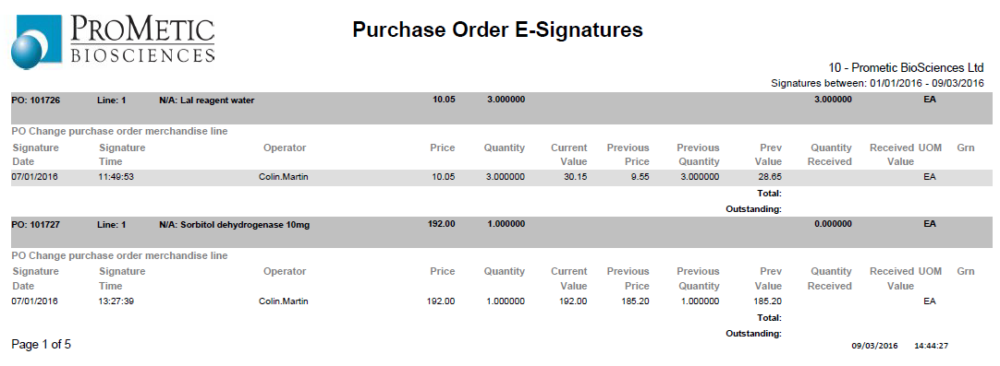 PROMETIC
BIOSCIENCES
Purchase Order E-Signatures
10 - Prometic BioSciences Ltd
Signatures between: 01/01/2016 - 09/03/2016
PO: 101726 Line: 1 N/A: Lal reagent water 10.05 3.000000 3.000000 EA
PO Change purchase order merchandise line
Signature Signature Operator Price Quantity Current Previous Previous Prev Quantity Received UOM Grn
Date Time Value Price Quantity Value Received Value
07/01/2016 11:49:53 Colin.Martin 10.05 3.000000 30.15 9.55 3.000000 28.65 EA
Total:
Outstanding:
PO: 101727 Line: 1 N/A: Sorbitol dehydrogenase 10mg 192.00 1.000000 0.000000 EA
PO Change purchase order merchandise line
Signature Signature Operator Price Quantity Current Previous Previous Prev Quantity Received UOM Grn
Date Time Value Price Quantity Value Received Value
07/01/2016 13:27:39 Colin.Martin 192.00 1.000000 192.00 185.20 1.000000 185.20 EA
Total:
Outstanding:
Page 1 of 5 09/03/2016 14:44:27